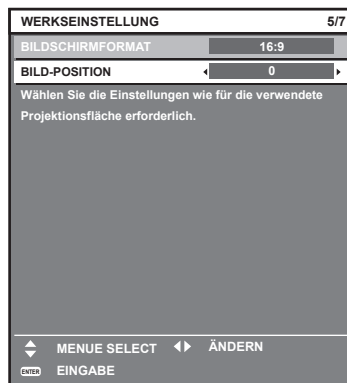 WERKSEINSTELLUNG 5/7
BILDSCHIRMFORMAT 16:9
BILD-POSITION 0
Wählen Sie die Einstellungen wie für die verwendete
Projektionsfläche erforderlich.
MENUE SELECT ÄNDERN
ENTER EINGABE